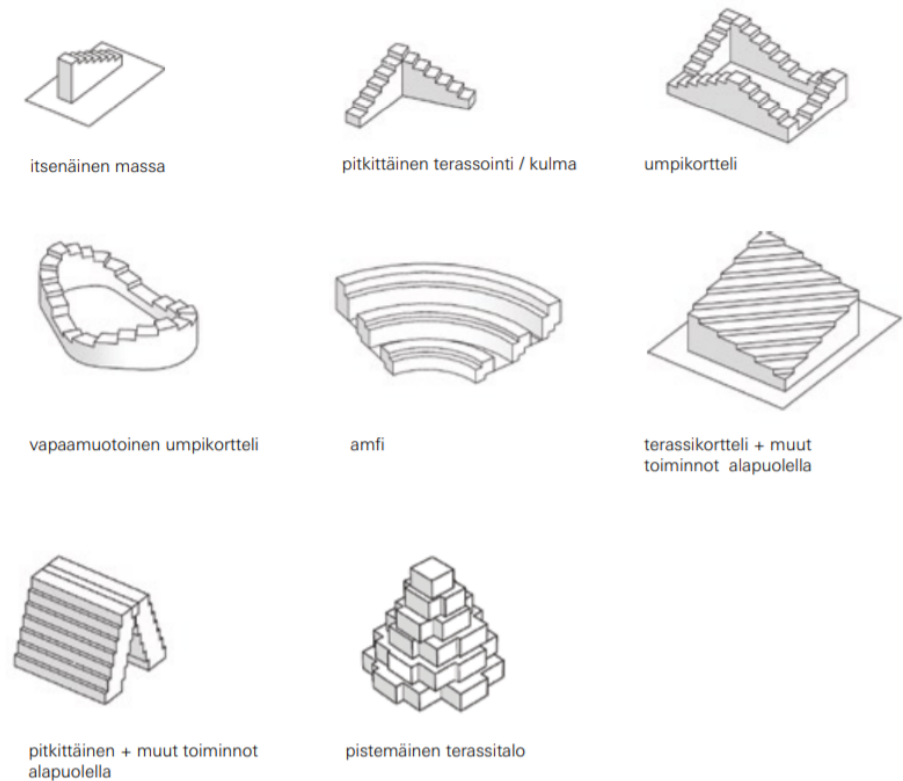 itsenäinen massa
pitkittäinen terassointi / kulma
umpikortteli
vapaamuotoinen umpikortteli
amfi
terassikortteli + muut
toiminnot alapuolella
pitkittäinen + muut toiminnot
alapuolella
pistemäinen terassitalo